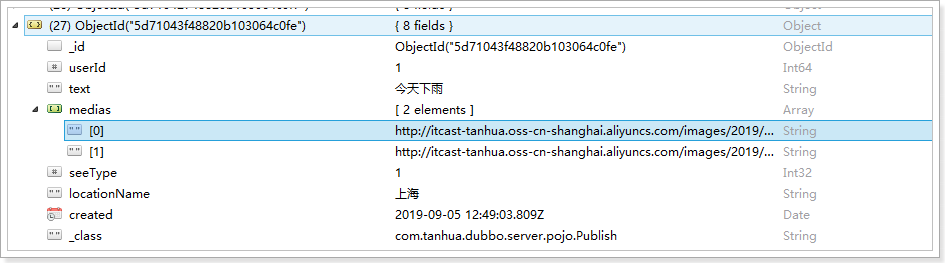 (27) ObjectId("5d71043f48820b103064c0fe") { 8 fields } Object
_id ObjectId("5d71043f48820b103064c0fe") ObjectId
userId 1 Int64
text 今天下雨 String
medias [ 2 elements ] Array
[0] http://itcast-tanhua.oss-cn-shanghai.aliyuncs.com/images/2019/... String
[1] http://itcast-tanhua.oss-cn-shanghai.aliyuncs.com/images/2019/... String
seeType 1 Int32
locationName 上海 String
created 2019-09-05 12:49:03.809Z Date
_class com.tanhua.dubbo.server.pojo.Publish String